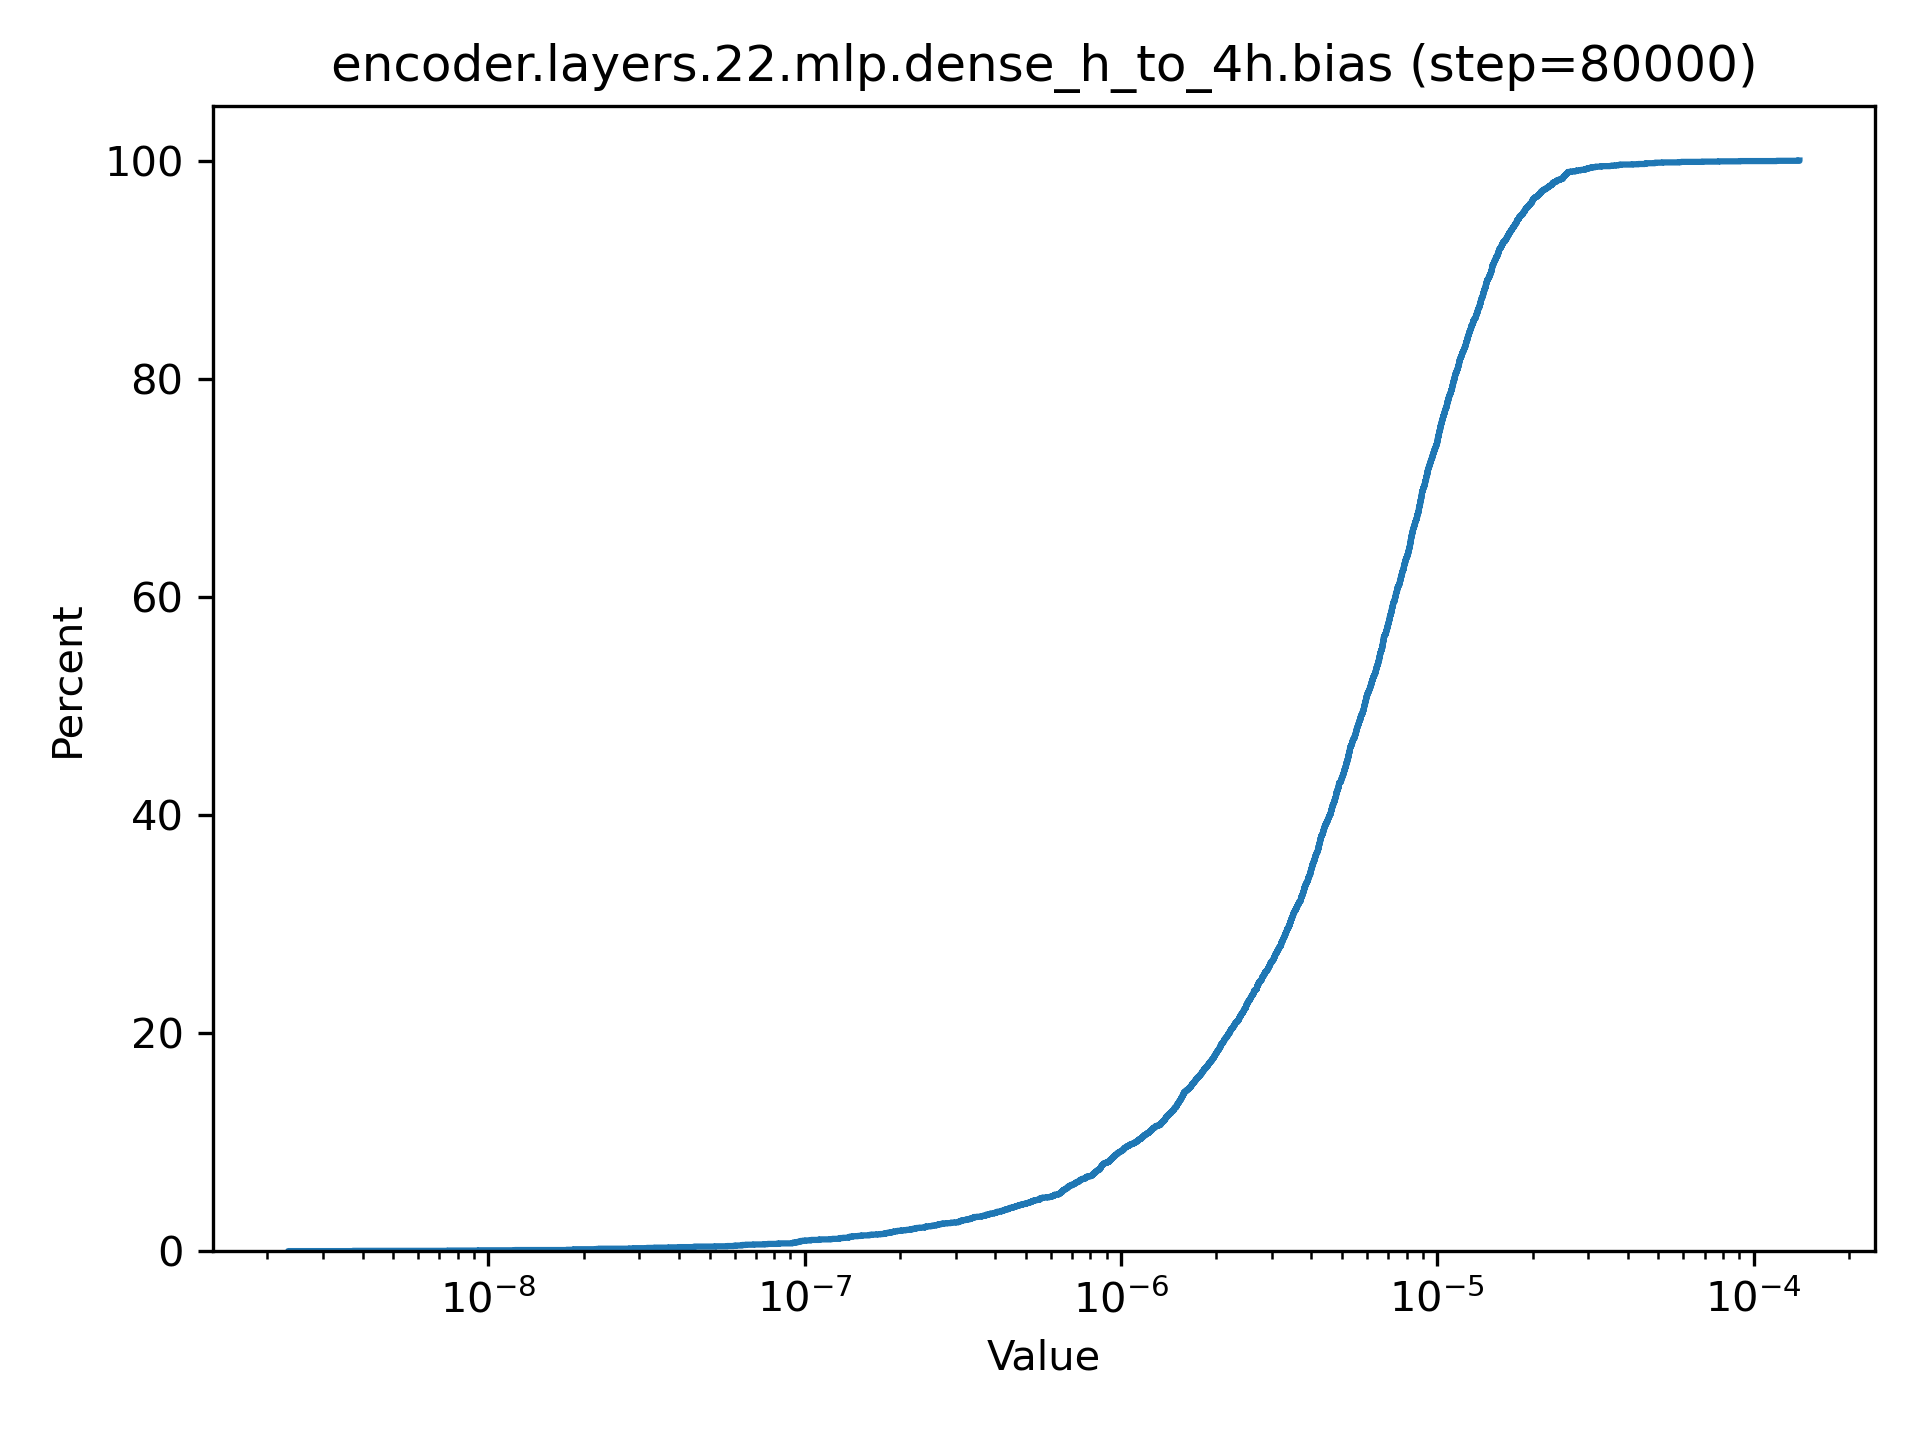 encoder.layers.22.mlp.dense_h_to_4h.bias (step=80000)
100
80
60
40
20
0
Percent
10⁻⁸ 10⁻⁷ 10⁻⁶ 10⁻⁵ 10⁻⁴
Value